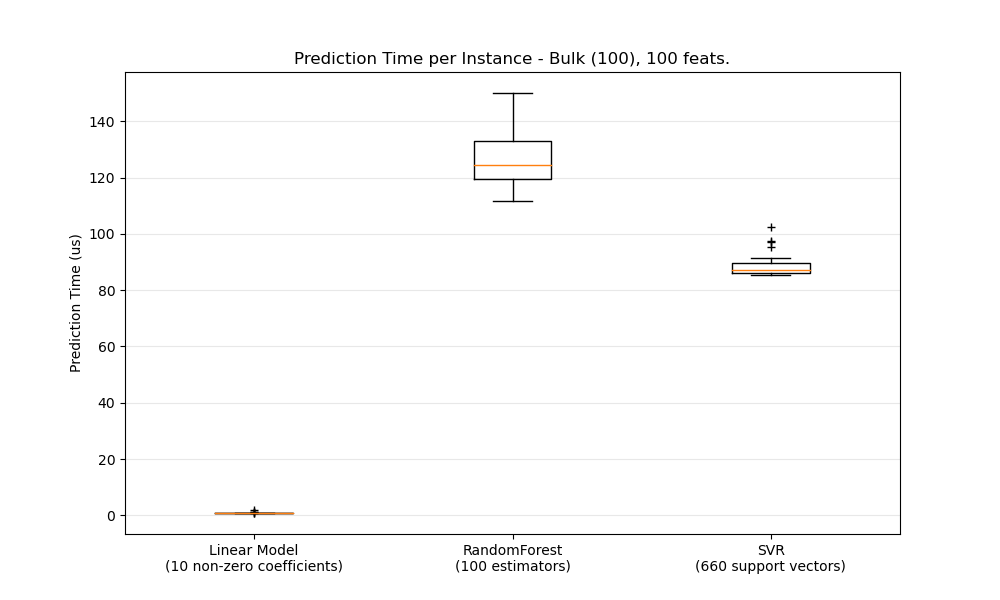 Prediction Time per Instance - Bulk (100), 100 feats.
Prediction Time (us)
140
120
100
80
60
40
20
0
Linear Model
(10 non-zero coefficients)
RandomForest
(100 estimators)
SVR
(660 support vectors)